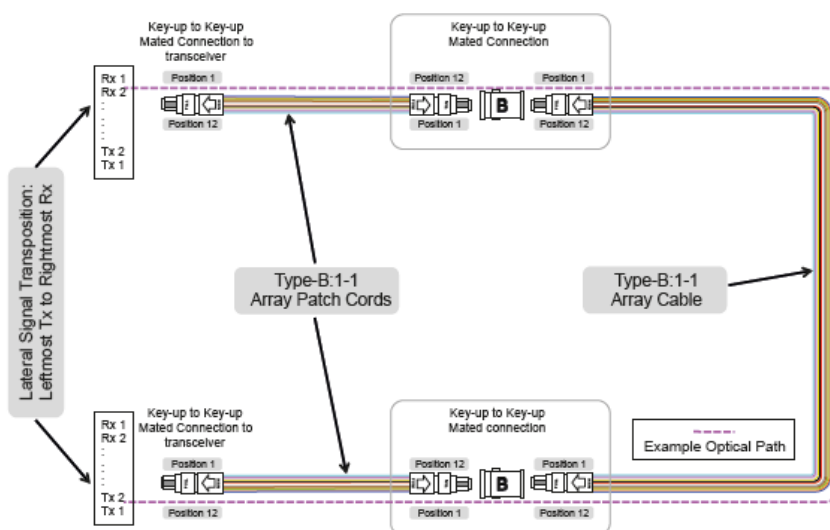 Key-up to Key-up
Mated Connection to
transceiver
Key-up to Key-up
Mated Connection
Rx 1
Rx 2
Tx 2
Tx 1
Position 1
Position 12
Position 12
Position 1
B
Position 1
Position 12
Lateral Signal Transposition:
Leftmost Tx to Rightmost Rx
Type-B:1-1
Array Patch Cords
Type-B:1-1
Array Cable
Key-up to Key-up
Mated Connection to
transceiver
Key-up to Key-up
Mated connection
Rx 1
Rx 2
Tx 2
Tx 1
Position 1
Position 12
Position 12
Position 1
B
Position 1
Position 12
Example Optical Path